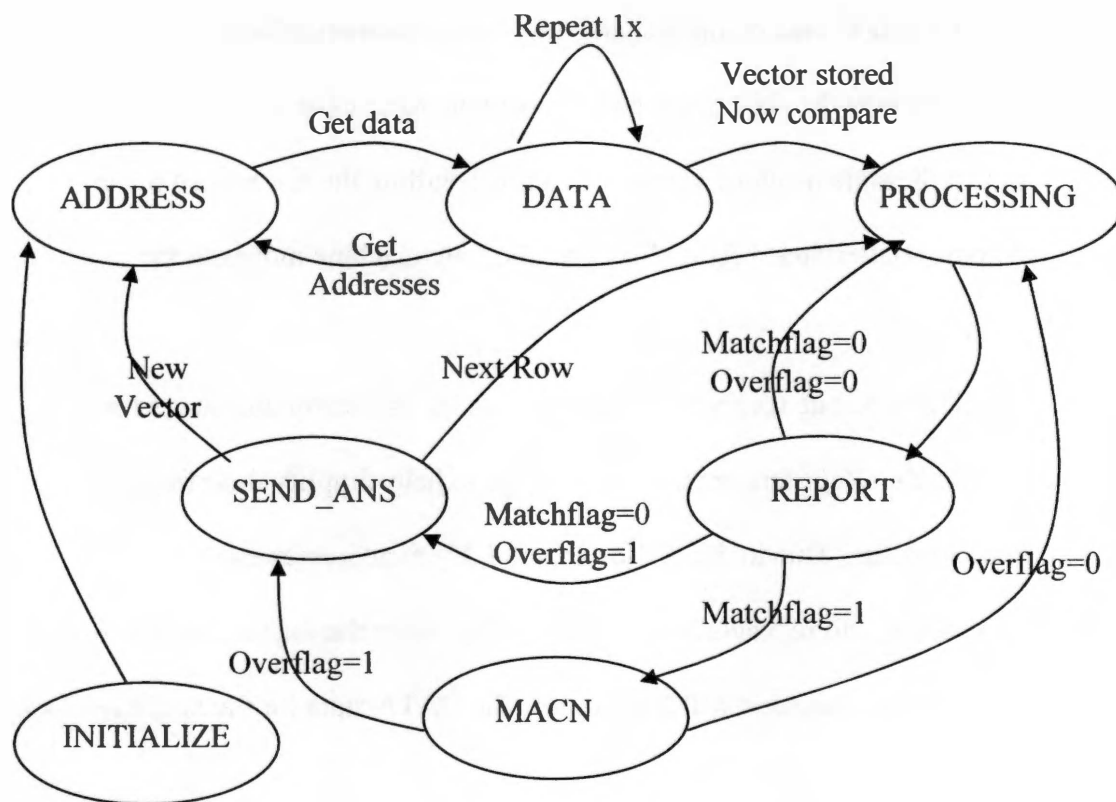 Repeat 1x
Vector stored
Now compare
Get data
ADDRESS
DATA
PROCESSING
Get
Addresses
Matchflag=0
Overflag=0
New
Vector
Next Row
SEND_ANS
REPORT
Matchflag=0
Overflag=1
Overflag=0
Matchflag=1
Overflag=1
MACN
INITIALIZE